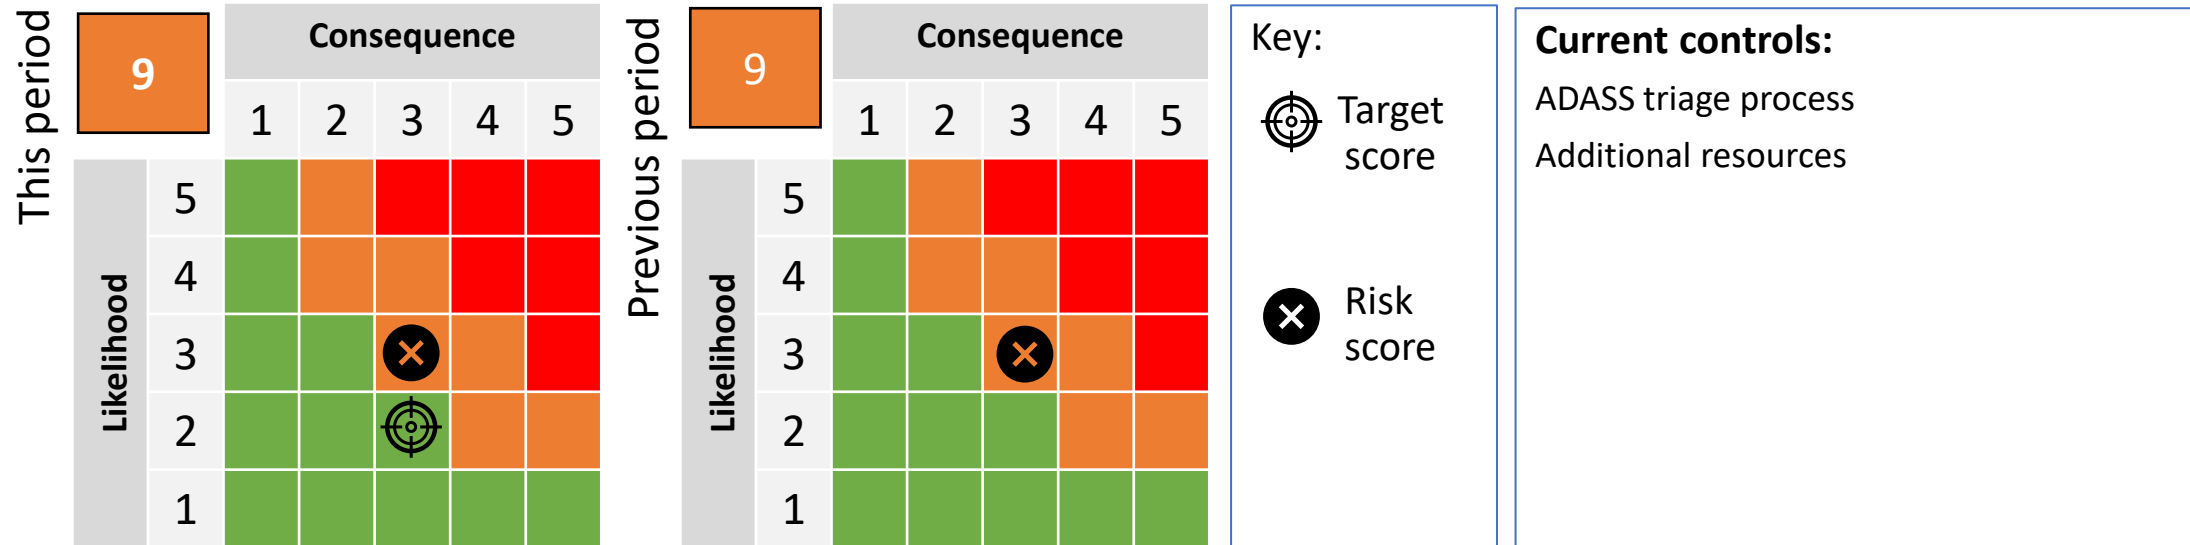 This period
9
Consequence
1 2 3 4 5
Likelihood
5
4
3
2
1
Previous period
9
Consequence
1 2 3 4 5
Likelihood
5
4
3
2
1
Key:
Target
score
Risk
score
Current controls:
ADASS triage process
Additional resources